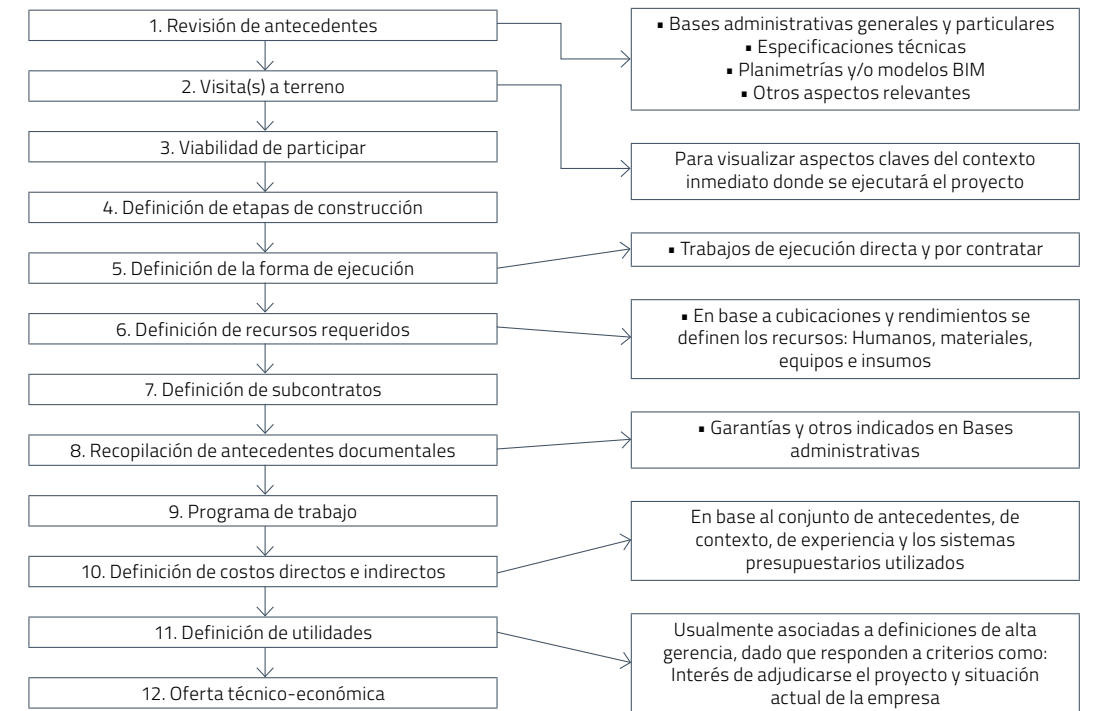 1. Revisión de antecedentes
2. Visita(s) a terreno
3. Viabilidad de participar
4. Definición de etapas de construcción
5. Definición de la forma de ejecución
6. Definición de recursos requeridos
7. Definición de subcontratos
8. Recopilación de antecedentes documentales
9. Programa de trabajo
10. Definición de costos directos e indirectos
11. Definición de utilidades
12. Oferta técnico-económica
▪ Bases administrativas generales y particulares
▪ Especificaciones técnicas
▪ Planimetrías y/o modelos BIM
▪ Otros aspectos relevantes
Para visualizar aspectos claves del contexto
inmediato donde se ejecutará el proyecto
▪ Trabajos de ejecución directa y por contratar
▪ En base a cubicaciones y rendimientos se
definen los recursos: Humanos, materiales,
equipos e insumos
▪ Garantías y otros indicados en Bases
administrativas
En base al conjunto de antecedentes, de
contexto, de experiencia y los sistemas
presupuestarios utilizados
Usualmente asociadas a definiciones de alta
gerencia, dado que responden a criterios como:
Interés de adjudicarse el proyecto y situación
actual de la empresa